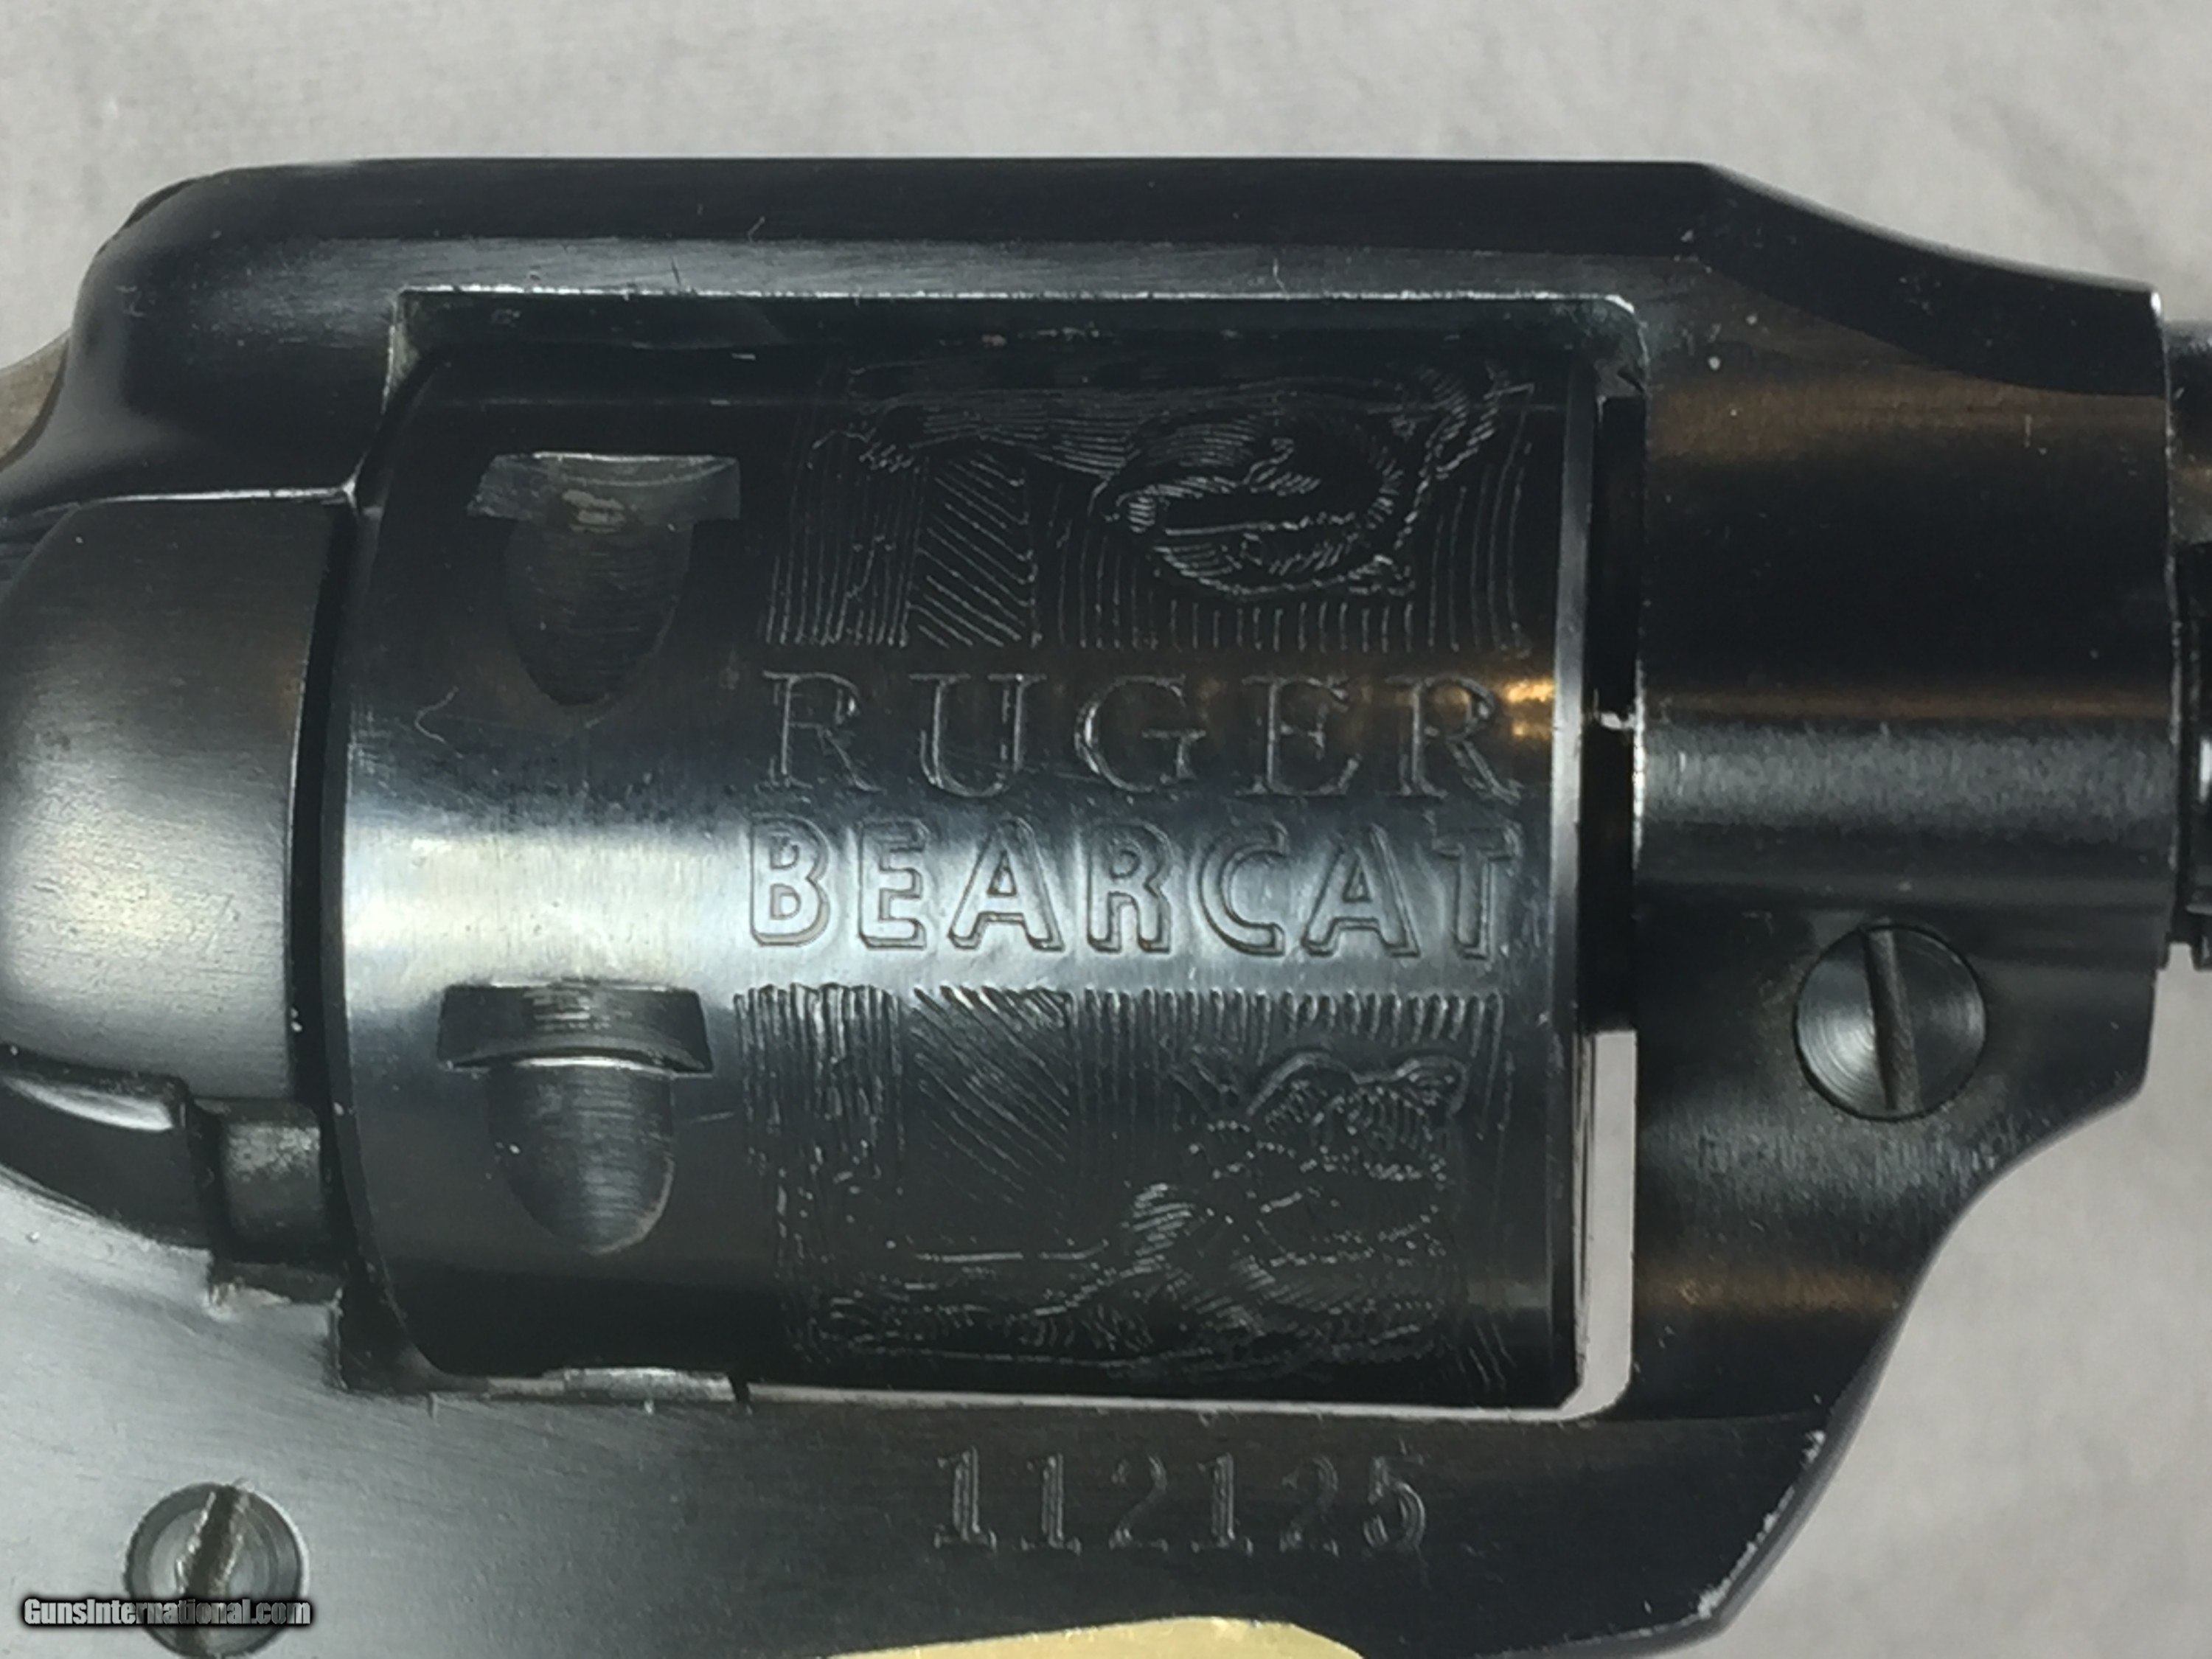 RUGER
BEARCAT
112125
GunsInternational.com